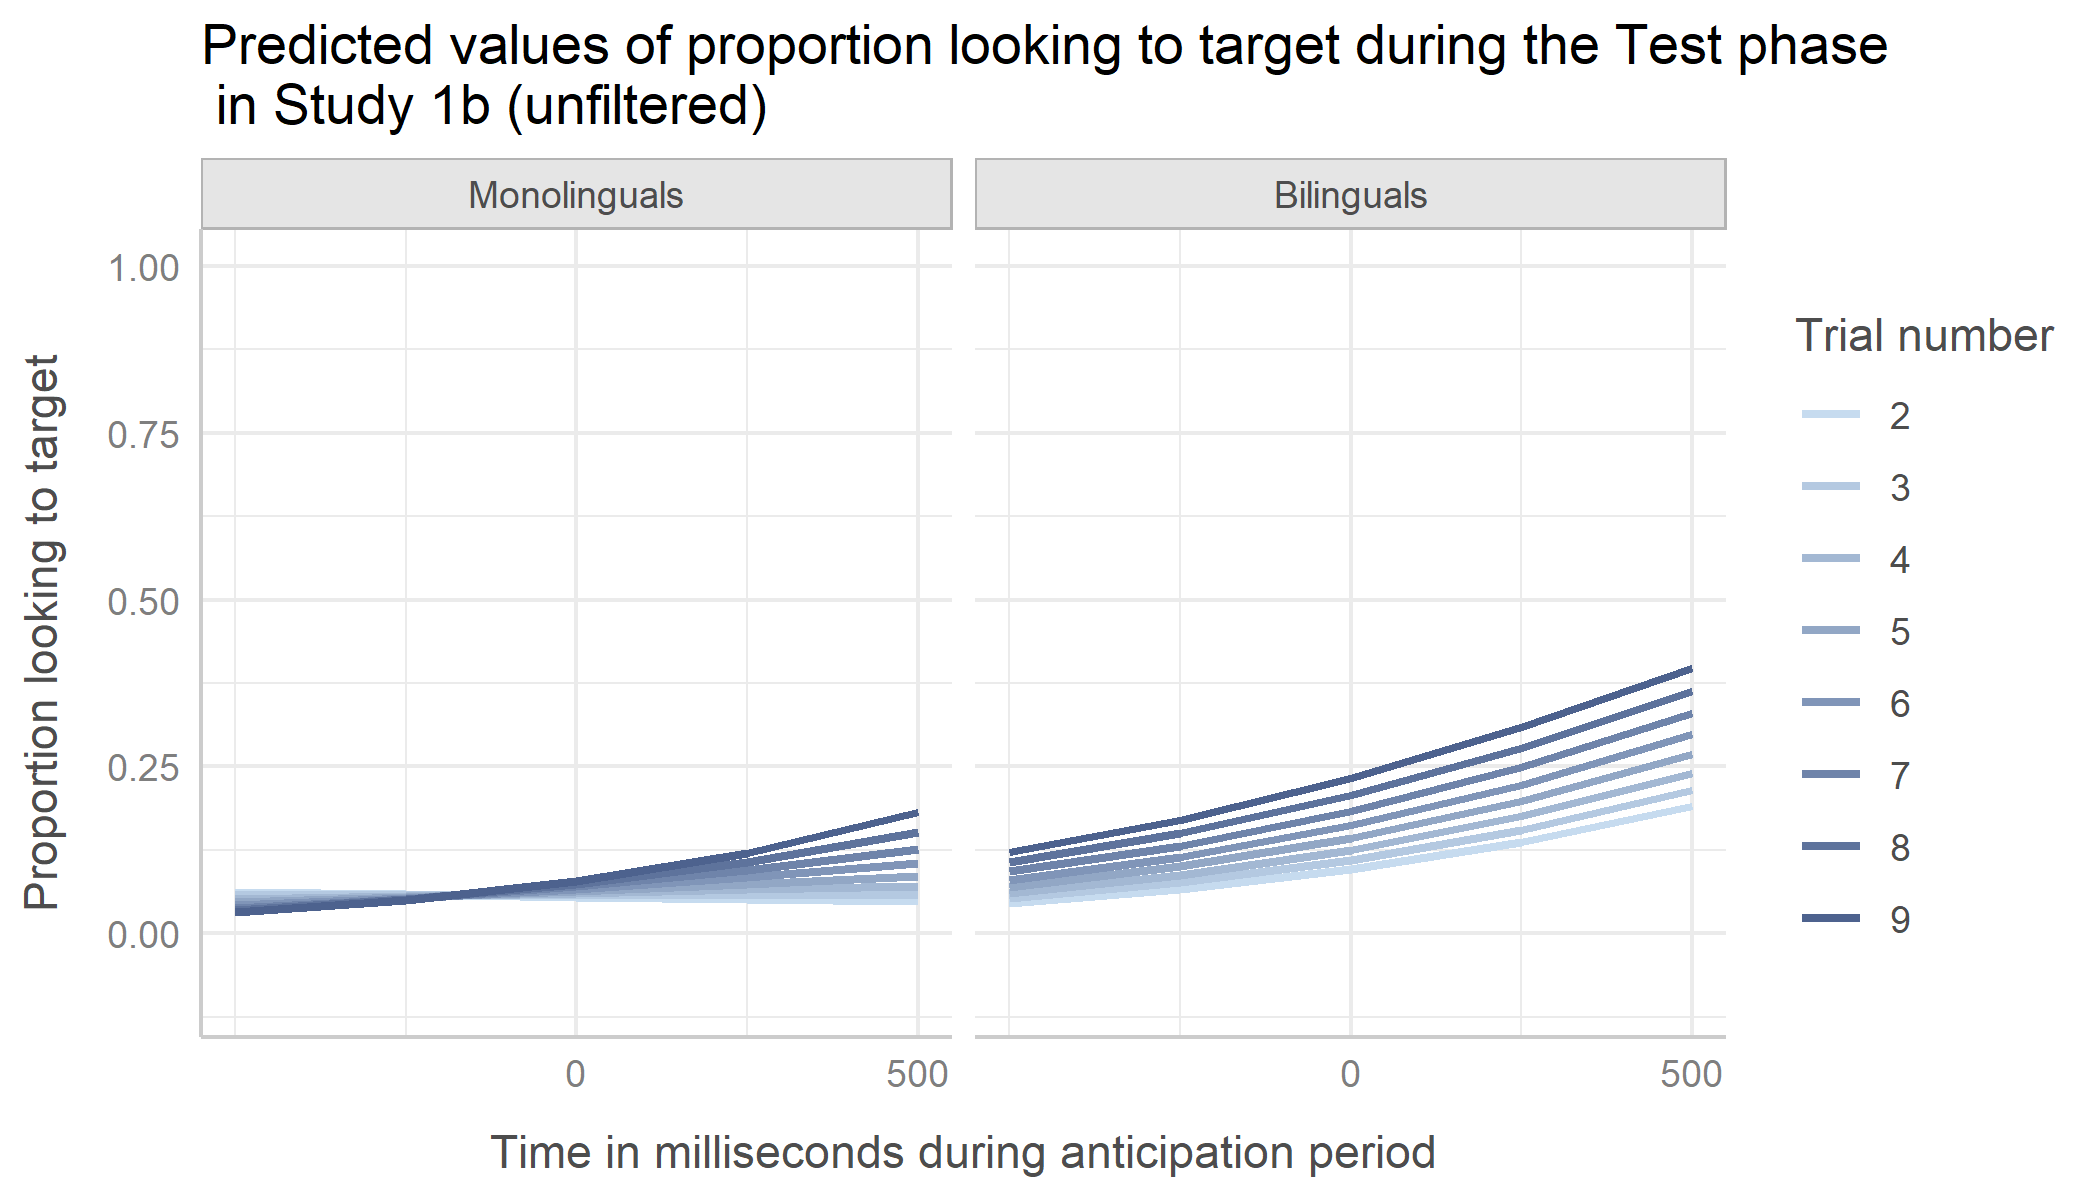 Predicted values of proportion looking to target during the Test phase
in Study 1b (unfiltered)
Monolinguals
Bilinguals
1.00
0.75
0.50
0.25
0.00
Proportion looking to target
0
500
0
500
Time in milliseconds during anticipation period
Trial number
2
3
4
5
6
7
8
9